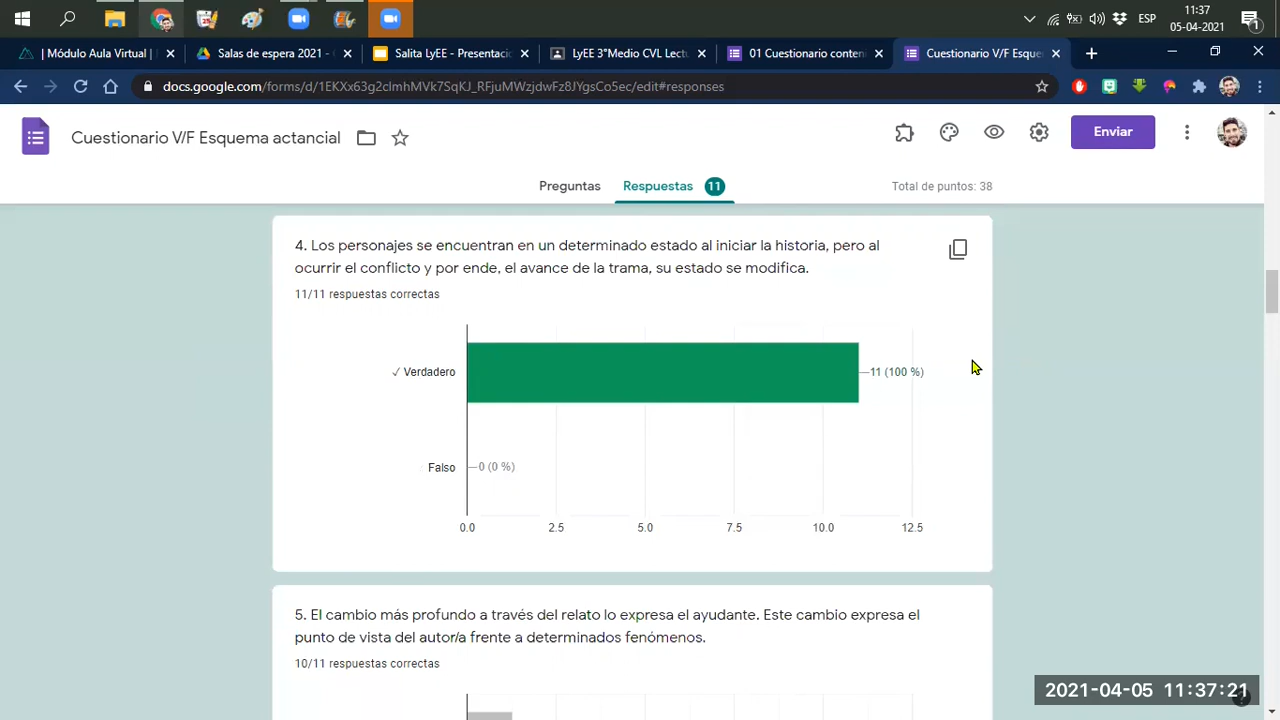 11:37
ESP
05-04-2021
1
| Módulo Aula Virtual |
Salas de espera 2021 -
Salita LyEE - Presentacio
LyEE 3°Medio CVL Lectu
01 Cuestionario conteni
Cuestionario V/F Esque
docs.google.com/forms/d/1EKXx63g2cImhMVk7SqKJ_RFjuMWzjdwFz8JYgsCo5ec/edit#responses
Cuestionario V/F Esquema actancial
Enviar
Preguntas
Respuestas
11
Total de puntos: 38
4. Los personajes se encuentran en un determinado estado al iniciar la historia, pero al
ocurrir el conflicto y por ende, el avance de la trama, su estado se modifica.
11/11 respuestas correctas
✓ Verdadero
11 (100 %)
Falso
0 (0 %)
0.0
2.5
5.0
7.5
10.0
12.5
5. El cambio más profundo a través del relato lo expresa el ayudante. Este cambio expresa el
punto de vista del autor/a frente a determinados fenómenos.
10/11 respuestas correctas
2021-04-05 11:37:21